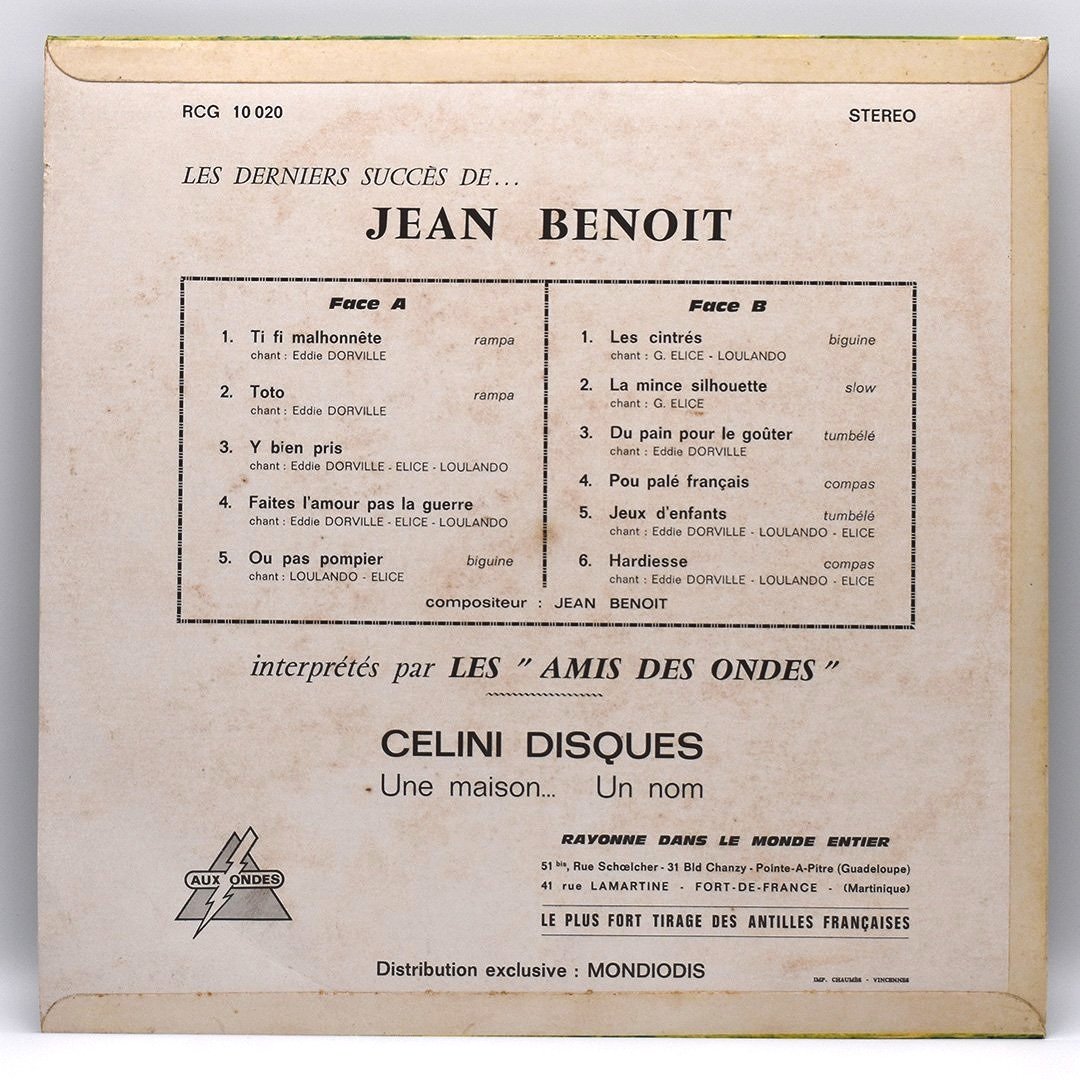 RCG 10 020
STEREO
LES DERNIERS SUCCÈS DE...
JEAN BENOIT
Face A
1. Ti fi malhonnête rampa
chant : Eddie DORVILLE
2. Toto rampa
chant : Eddie DORVILLE
3. Y bien pris
chant : Eddie DORVILLE - ELICE - LOULANDO
4. Faites l'amour pas la guerre
chant : Eddie DORVILLE - ELICE - LOULANDO
5. Ou pas pompier biguine
chant : LOULANDO - ELICE
Face B
1. Les cintrés biguine
chant : G. ELICE - LOULANDO
2. La mince silhouette slow
chant : G. ELICE
3. Du pain pour le goûter tumbélé
chant : Eddie DORVILLE
4. Pou palé français compas
5. Jeux d'enfants tumbélé
chant : Eddie DORVILLE - LOULANDO - ELICE
6. Hardiesse compas
chant : Eddie DORVILLE - LOULANDO - ELICE
compositeur : JEAN BENOIT
interprétés par LES " AMIS DES ONDES "
CELINI DISQUES
Une maison... Un nom
AUX ONDES
RAYONNE DANS LE MONDE ENTIER
51 bis, Rue Schœlcher - 31 Bld Chanzy - Pointe-A-Pitre (Guadeloupe)
41 rue LAMARTINE - FORT-DE-FRANCE - (Martinique)
LE PLUS FORT TIRAGE DES ANTILLES FRANÇAISES
Distribution exclusive : MONDIODIS
IMP. CHAUMÈS - VINCENNES